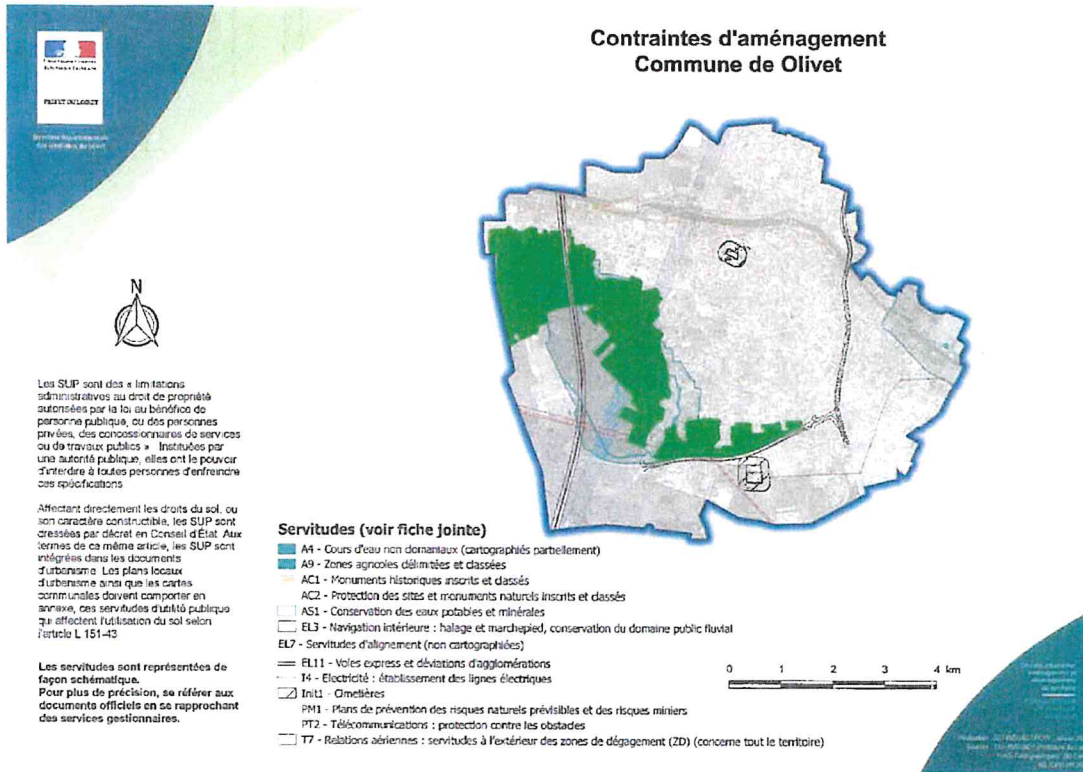 Contraintes d'aménagement
Commune de Olivet
PREFET DU LOIRET
N
Les SUP sont des « limitations
administratives au droit de propriété
autorisées par la loi au bénéfice de
personne publique, ou des personnes
privées, des concessionnaires de services
ou de travaux publics » Instituées par
une autorité publique, elles ont le pouvoir
d'interdire à toutes personnes d'enfreindre
ces spécifications
Affectant directement les droits du sol, ou
son caractère constructible, les SUP sont
dressées par décret en Conseil d'État Aux
termes de ce même article, les SUP sont
intégrées dans les documents
d'urbanisme Les plans locaux
d'urbanisme ainsi que les cartes
communales doivent comporter en
annexe, ces servitudes d'utilité publique
qui affectent l'utilisation du sol selon
l'article L 151-43
Les servitudes sont représentées de
façon schématique.
Pour plus de précision, se référer aux
documents officiels en se rapprochant
des services gestionnaires.
Servitudes (voir fiche jointe)
A4 - Cours d'eau non domaniaux (cartographiés partiellement)
A9 - Zones agricoles délimitées et classées
AC1 - Monuments historiques inscrits et classés
AC2 - Protection des sites et monuments naturels inscrits et classés
AS1 - Conservation des eaux potables et minérales
EL3 - Navigation intérieure : halage et marchepied, conservation du domaine public fluvial
EL7 - Servitudes d'alignement (non cartographiées)
EL11 - Voies express et déviations d'agglomérations
I4 - Electricité : établissement des lignes électriques
Init1 - Cimetières
PM1 - Plans de prévention des risques naturels prévisibles et des risques miniers
PT2 - Télécommunications : protection contre les obstacles
T7 - Relations aériennes : servitudes à l'extérieur des zones de dégagement (ZD) (concerne tout le territoire)
0 1 2 3 4 km